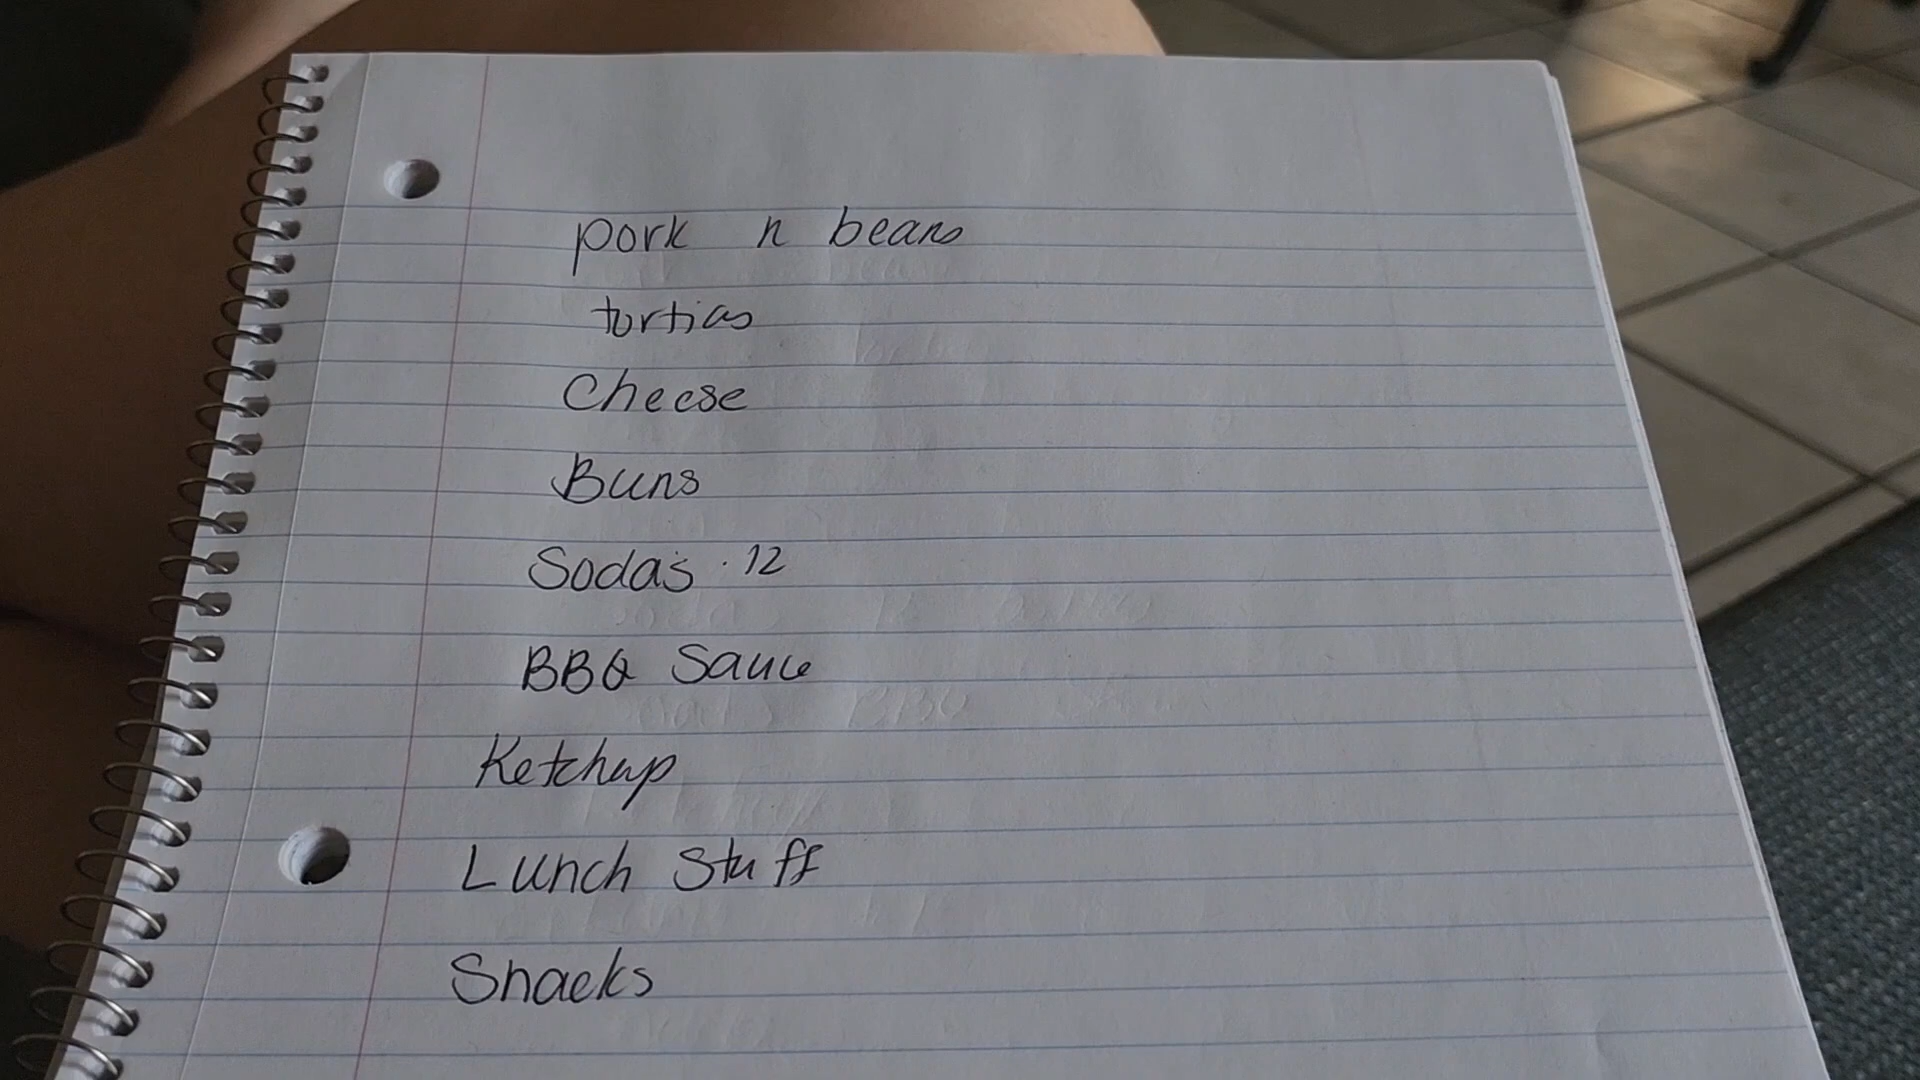 pork n beans
tortias
Cheese
Buns
Sodas · 12
BBQ Sauce
Ketchup
Lunch Stuff
Snacks